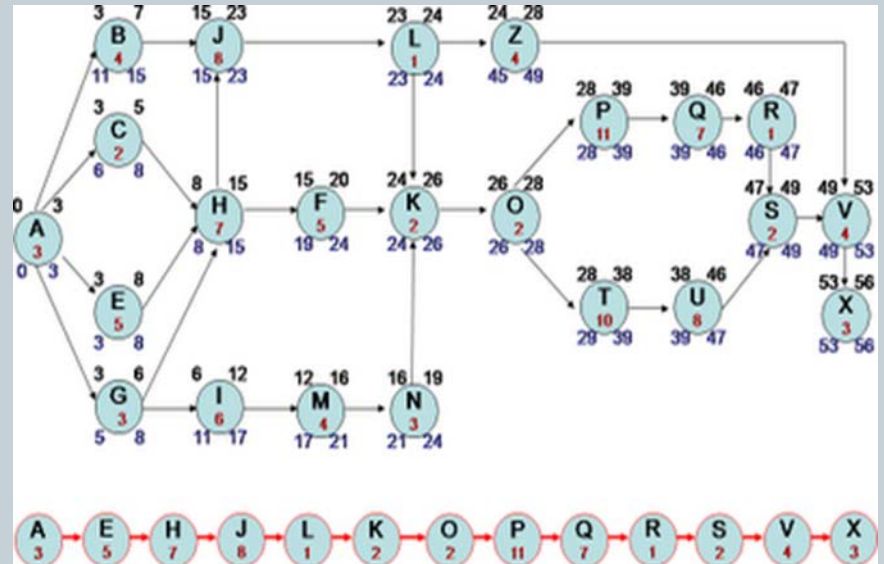 3 7 15 23 23 24 24 28
B J L Z
4 8 1 4
11 15 15 23 23 24 45 49
28 39 39 46 46 47
3 5 P Q R
C 11 7 1
2 28 39 39 46 46 47
6 8
8 15 15 20 24 26 26 28 47 49 49 53
0 3 H F K O S V
A 7 5 2 2 2 4
3 8 15 19 24 24 26 26 28 47 49 49 53
0 3
3 8 28 38 38 46 53 56
E T U X
5 10 8 3
3 8 29 39 39 47 53 56
3 6 6 12 12 16 16 19
G I M N
3 6 4 3
5 8 11 17 17 21 21 24
A E H J L K O P Q R S V X
3 5 7 8 1 2 2 11 7 1 2 4 3